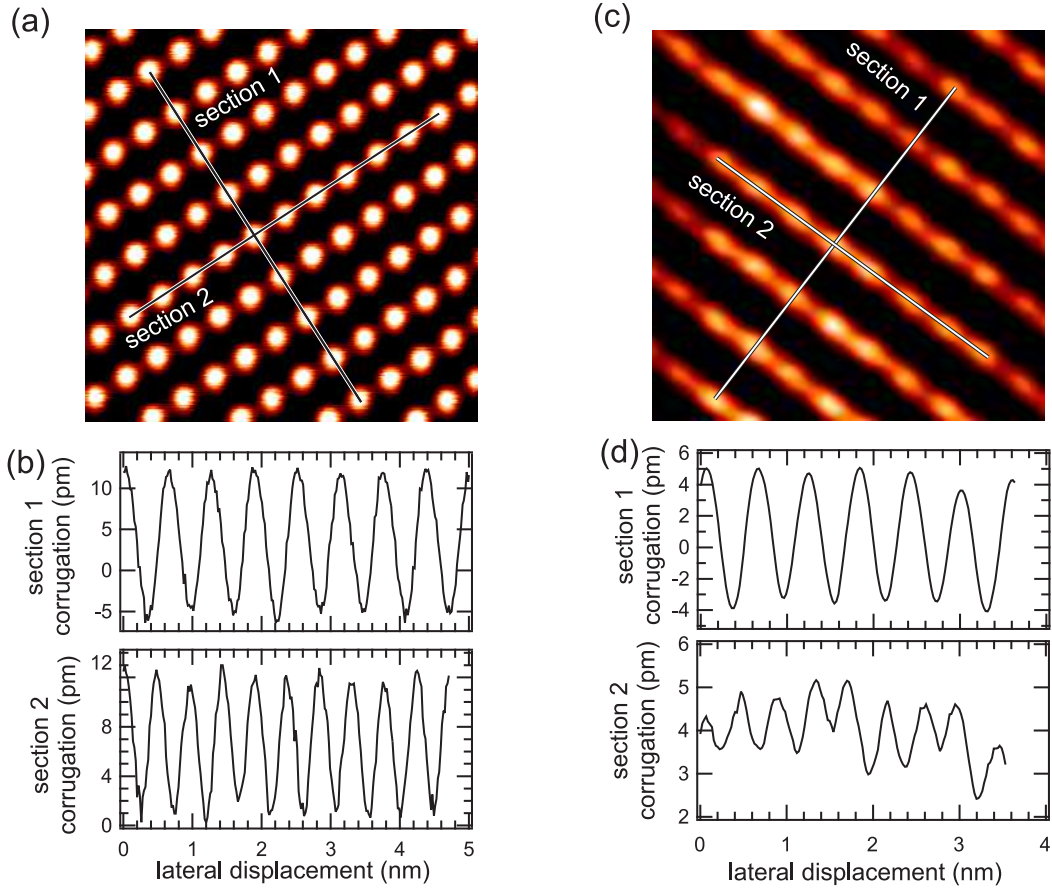 (a)
section 1
section 2
(b)
section 1
corrugation (pm)
10
5
0
-5
section 2
corrugation (pm)
12
8
4
0
0 1 2 3 4 5
lateral displacement (nm)
(c)
section 1
section 2
(d)
section 1
corrugation (pm)
6
4
2
0
-2
-4
section 2
corrugation (pm)
6
5
4
3
2
0 1 2 3 4
lateral displacement (nm)